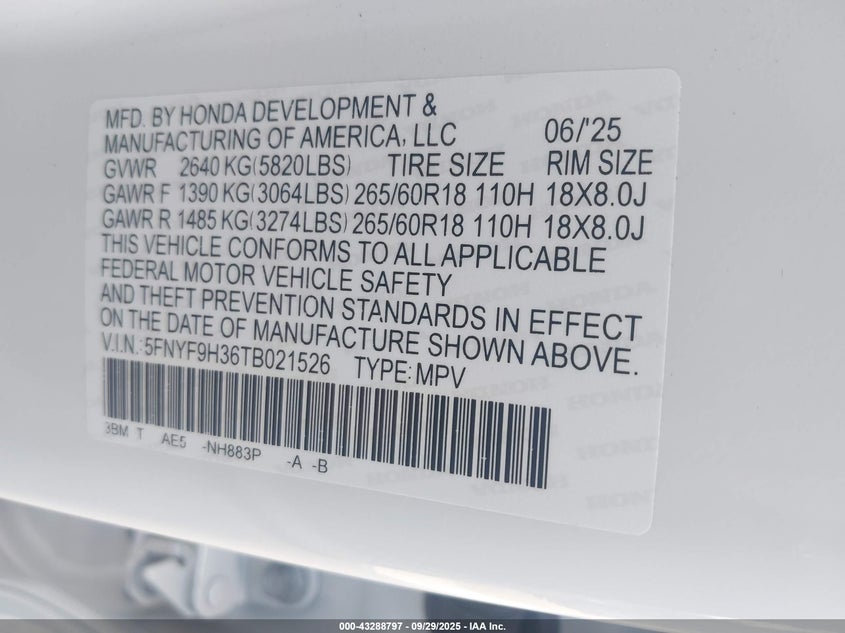 MFD. BY HONDA DEVELOPMENT &
MANUFACTURING OF AMERICA, LLC 06/'25
GVWR 2640 KG(5820LBS) TIRE SIZE RIM SIZE
GAWR F 1390 KG(3064LBS) 265/60R18 110H 18X8.0J
GAWR R 1485 KG(3274LBS) 265/60R18 110H 18X8.0J
THIS VEHICLE CONFORMS TO ALL APPLICABLE
FEDERAL MOTOR VEHICLE SAFETY
AND THEFT PREVENTION STANDARDS IN EFFECT
ON THE DATE OF MANUFACTURE SHOWN ABOVE.
V.I.N.:5FNYF9H36TB021526 TYPE:MPV
3BM T AE5 -NH883P -A -B
HONDA
000-43288797 - 09/29/2025 - IAA Inc.